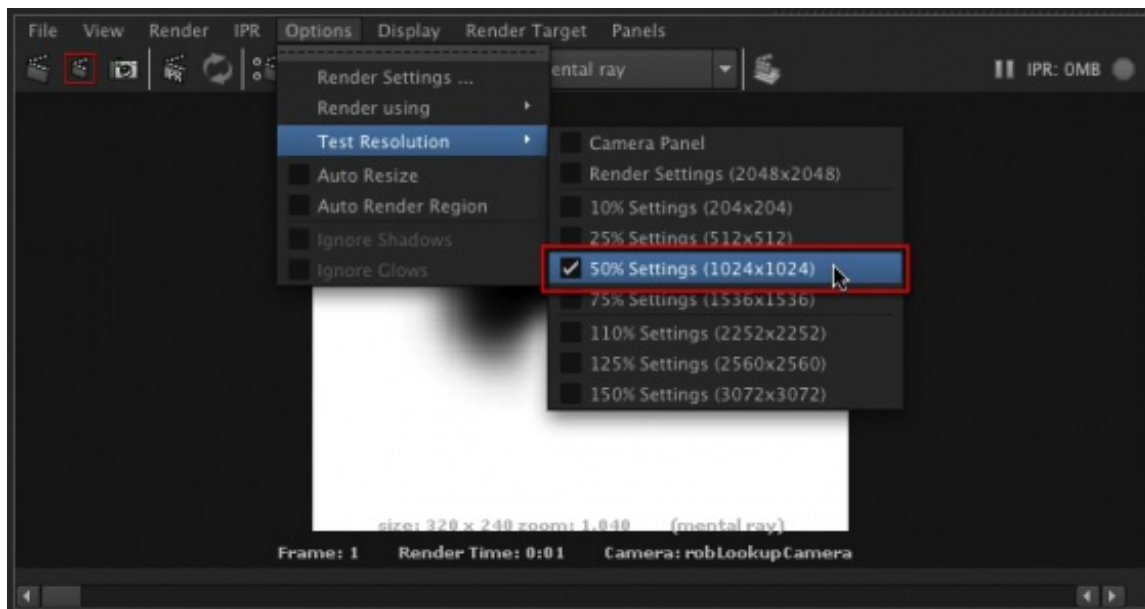 File View Render IPR Options Display Render Target Panels
IPR
ental ray
IPR: 0MB
Render Settings ...
Render using
Test Resolution
Auto Resize
Auto Render Region
Ignore Shadows
Ignore Glows
Camera Panel
Render Settings (2048x2048)
10% Settings (204x204)
25% Settings (512x512)
50% Settings (1024x1024)
75% Settings (1536x1536)
110% Settings (2252x2252)
125% Settings (2560x2560)
150% Settings (3072x3072)
size: 320 x 240 zoom: 1.040 (mental ray)
Frame: 1 Render Time: 0:01 Camera: robLookupCamera